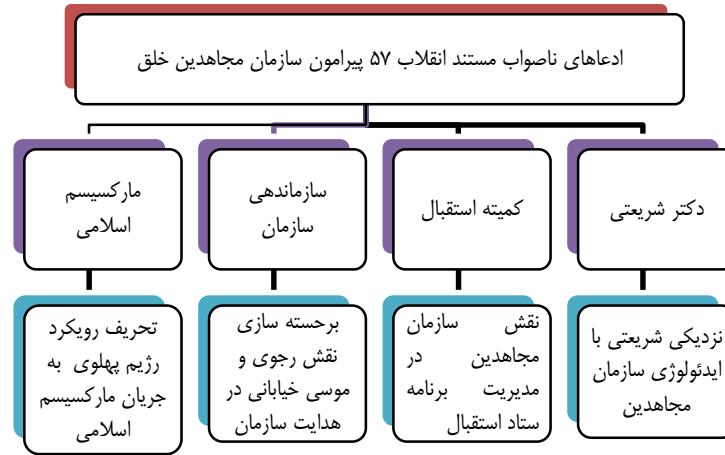 ادعاهای ناصواب مستند انقلاب ۵۷ پیرامون سازمان مجاهدین خلق
دکتر شریعتی
کمیته استقبال
سازماندهی
سازمان
مارکسیسم
اسلامی
نزدیکی شریعتی با
ایدئولوژی سازمان
مجاهدین
نقش سازمان
مجاهدین در
مدیریت برنامه
ستاد استقبال
برحسته سازی
نقش رجوی و
موسی خیابانی در
هدایت سازمان
تحریف رویکرد
رژیم پهلوی به
جریان مارکسیسم
اسلامی